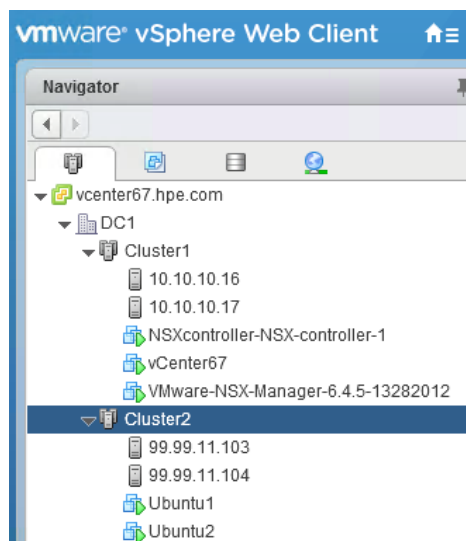 vmware® vSphere Web Client
Navigator
vcenter67.hpe.com
DC1
Cluster1
10.10.10.16
10.10.10.17
NSXcontroller-NSX-controller-1
vCenter67
VMware-NSX-Manager-6.4.5-13282012
Cluster2
99.99.11.103
99.99.11.104
Ubuntu1
Ubuntu2